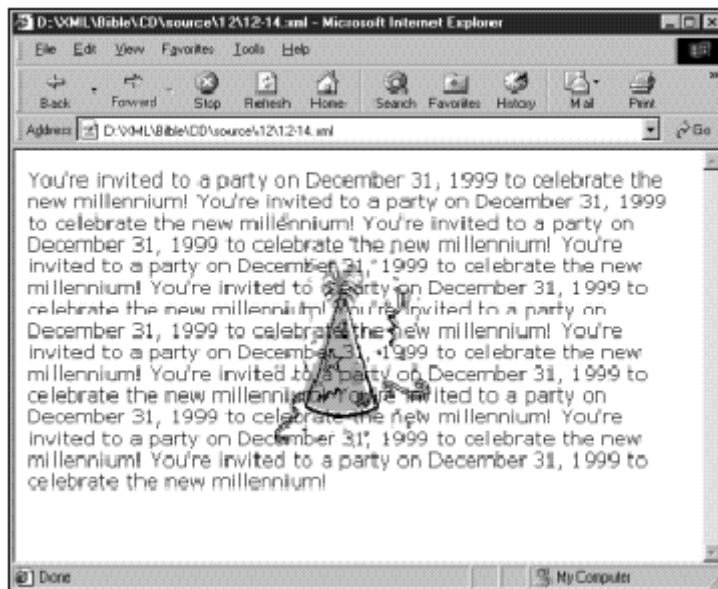 D:\XML\Bible\CD\source\12\12-14.xml - Microsoft Internet Explorer
File Edit View Favorites Tools Help
Back Forward Stop Refresh Home Search Favorites History Mail Print
Address D:\XML\Bible\CD\source\12\12-14.xml Go
You're invited to a party on December 31, 1999 to celebrate the
new millennium! You're invited to a party on December 31, 1999
to celebrate the new millennium! You're invited to a party on
December 31, 1999 to celebrate the new millennium! You're
invited to a party on December 31, 1999 to celebrate the new
millennium! You're invited to a party on December 31, 1999 to
celebrate the new millennium! You're invited to a party on
December 31, 1999 to celebrate the new millennium! You're
invited to a party on December 31, 1999 to celebrate the new
millennium! You're invited to a party on December 31, 1999 to
celebrate the new millennium! You're invited to a party on
December 31, 1999 to celebrate the new millennium! You're
invited to a party on December 31, 1999 to celebrate the new
millennium! You're invited to a party on December 31, 1999 to
celebrate the new millennium!
Done My Computer